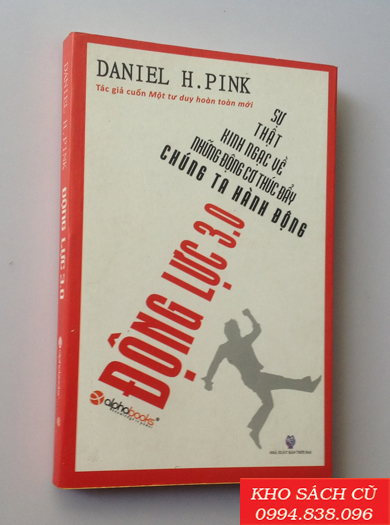 DANIEL H. PINK
Tác giả cuốn Một tư duy hoàn toàn mới
SỰ
THẬT
KINH NGẠC VỀ
NHỮNG ĐỘNG CƠ THÚC ĐẨY
CHÚNG TA HÀNH ĐỘNG
ĐỘNG LỰC 3.0
alphabooks
DANIEL H. PINK
ĐỘNG LỰC 3.0
KHO SÁCH CŨ
0994.838.096